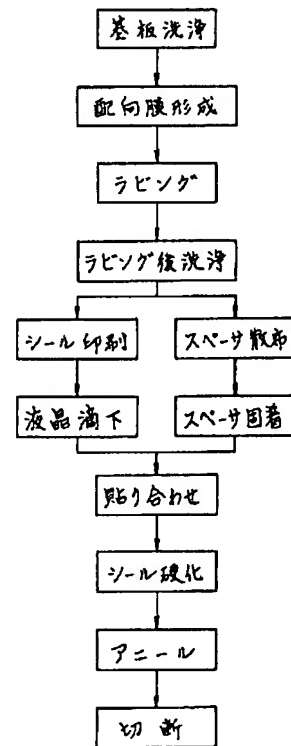 基板洗浄
配向膜形成
ラビング
ラビング後洗浄
シール印刷
スペーサ散布
液晶滴下
スペーサ固着
貼り合わせ
シール硬化
アニール
切断